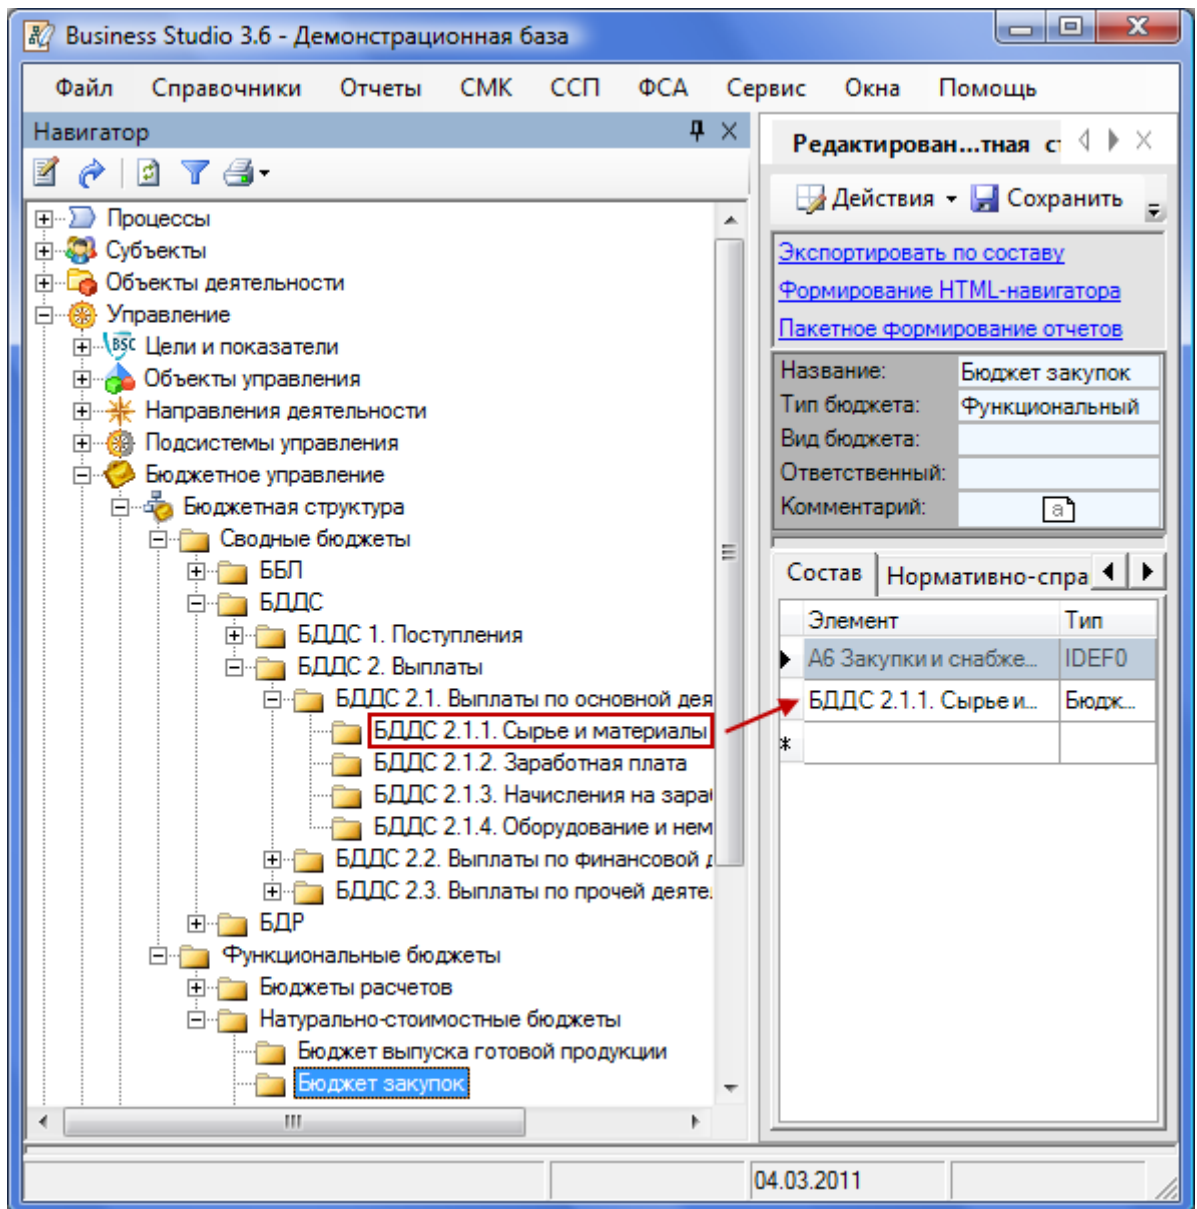 Business Studio 3.6 - Демонстрационная база
Файл Справочники Отчеты СМК ССП ФСА Сервис Окна Помощь
Навигатор
Процессы
Субъекты
Объекты деятельности
Управление
BSC Цели и показатели
Объекты управления
Направления деятельности
Подсистемы управления
Бюджетное управление
Бюджетная структура
Сводные бюджеты
ББЛ
БДДС
БДДС 1. Поступления
БДДС 2. Выплаты
БДДС 2.1. Выплаты по основной дея
БДДС 2.1.1. Сырье и материалы
БДДС 2.1.2. Заработная плата
БДДС 2.1.3. Начисления на зара
БДДС 2.1.4. Оборудование и нем
БДДС 2.2. Выплаты по финансовой д
БДДС 2.3. Выплаты по прочей деяте.
БДР
Функциональные бюджеты
Бюджеты расчетов
Натурально-стоимостные бюджеты
Бюджет выпуска готовой продукции
Бюджет закупок
Редактирован...тная ст
Действия Сохранить
Экспортировать по составу
Формирование HTML-навигатора
Пакетное формирование отчетов
Название: Бюджет закупок
Тип бюджета: Функциональный
Вид бюджета:
Ответственный:
Комментарий: a
Состав Нормативно-спра
Элемент Тип
А6 Закупки и снабже... IDEF0
БДДС 2.1.1. Сырье и... Бюдж...
*
04.03.2011